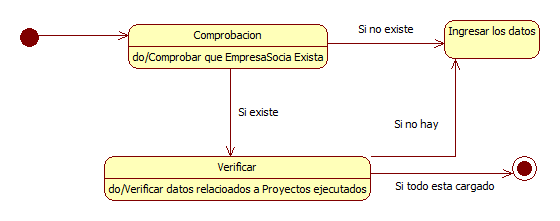 Comprobacion
do/Comprobar que EmpresaSocia Exista
Si no existe
Ingresar los datos
Si existe
Si no hay
Verificar
do/Verificar datos relacioados a Proyectos ejecutados
Si todo esta cargado